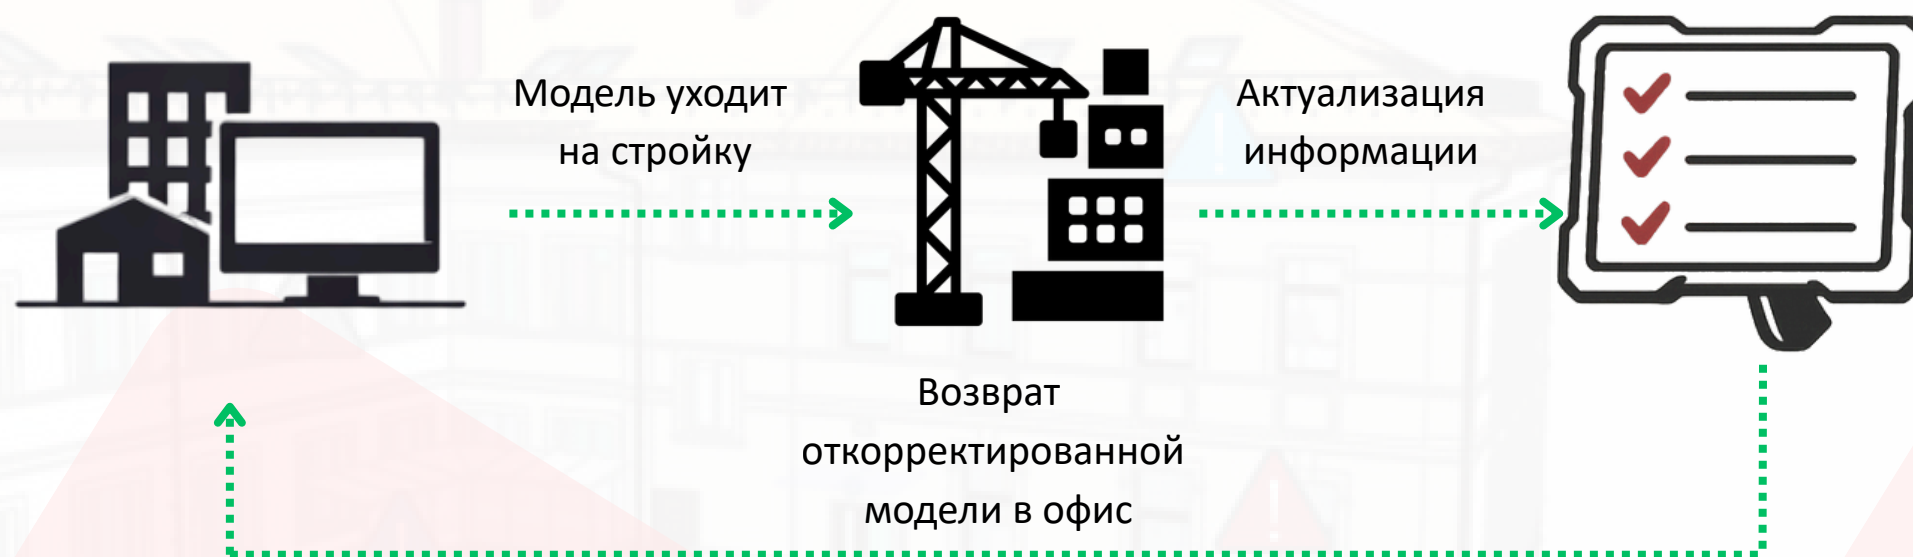 Модель уходит
на стройку
Актуализация
информации
Возврат
откорректированной
модели в офис